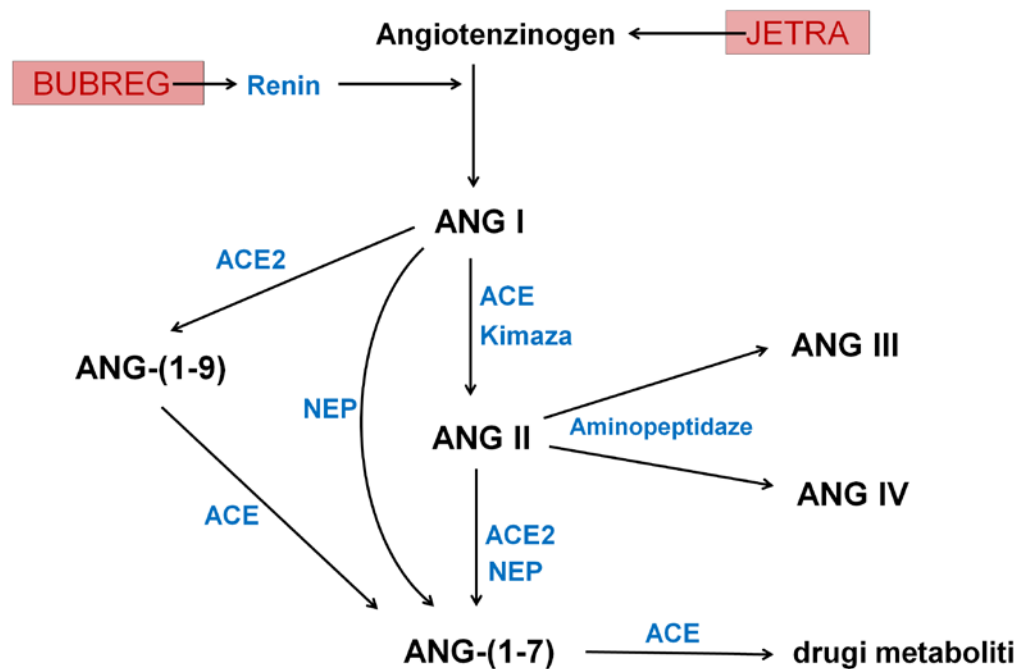 Angiotenzinogen
JETRA
BUBREG
Renin
ANG I
ACE2
ACE
Kimaza
ANG III
ANG-(1-9)
NEP
Aminopeptidaze
ANG II
ANG IV
ACE
ACE2
NEP
ACE
ANG-(1-7)
drugi metaboliti